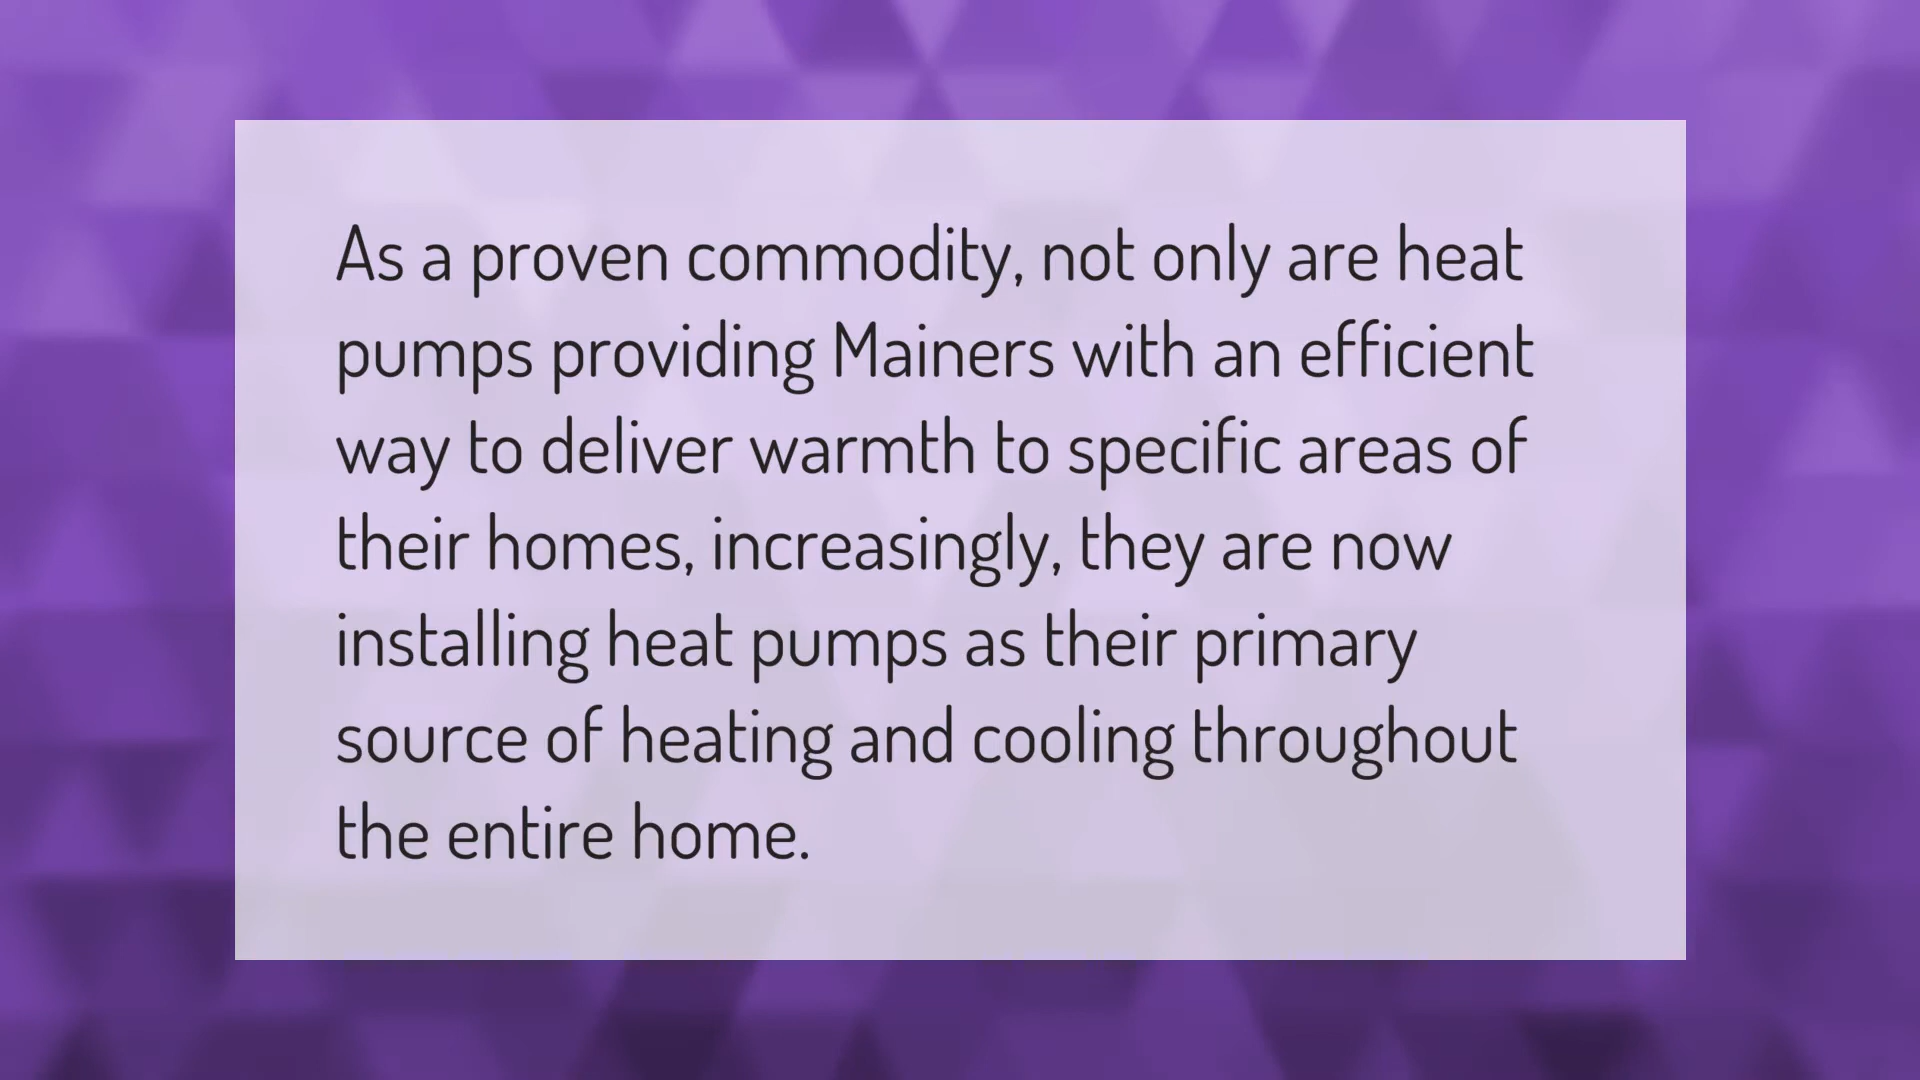 As a proven commodity, not only are heat
pumps providing Mainers with an efficient
way to deliver warmth to specific areas of
their homes, increasingly, they are now
installing heat pumps as their primary
source of heating and cooling throughout
the entire home.